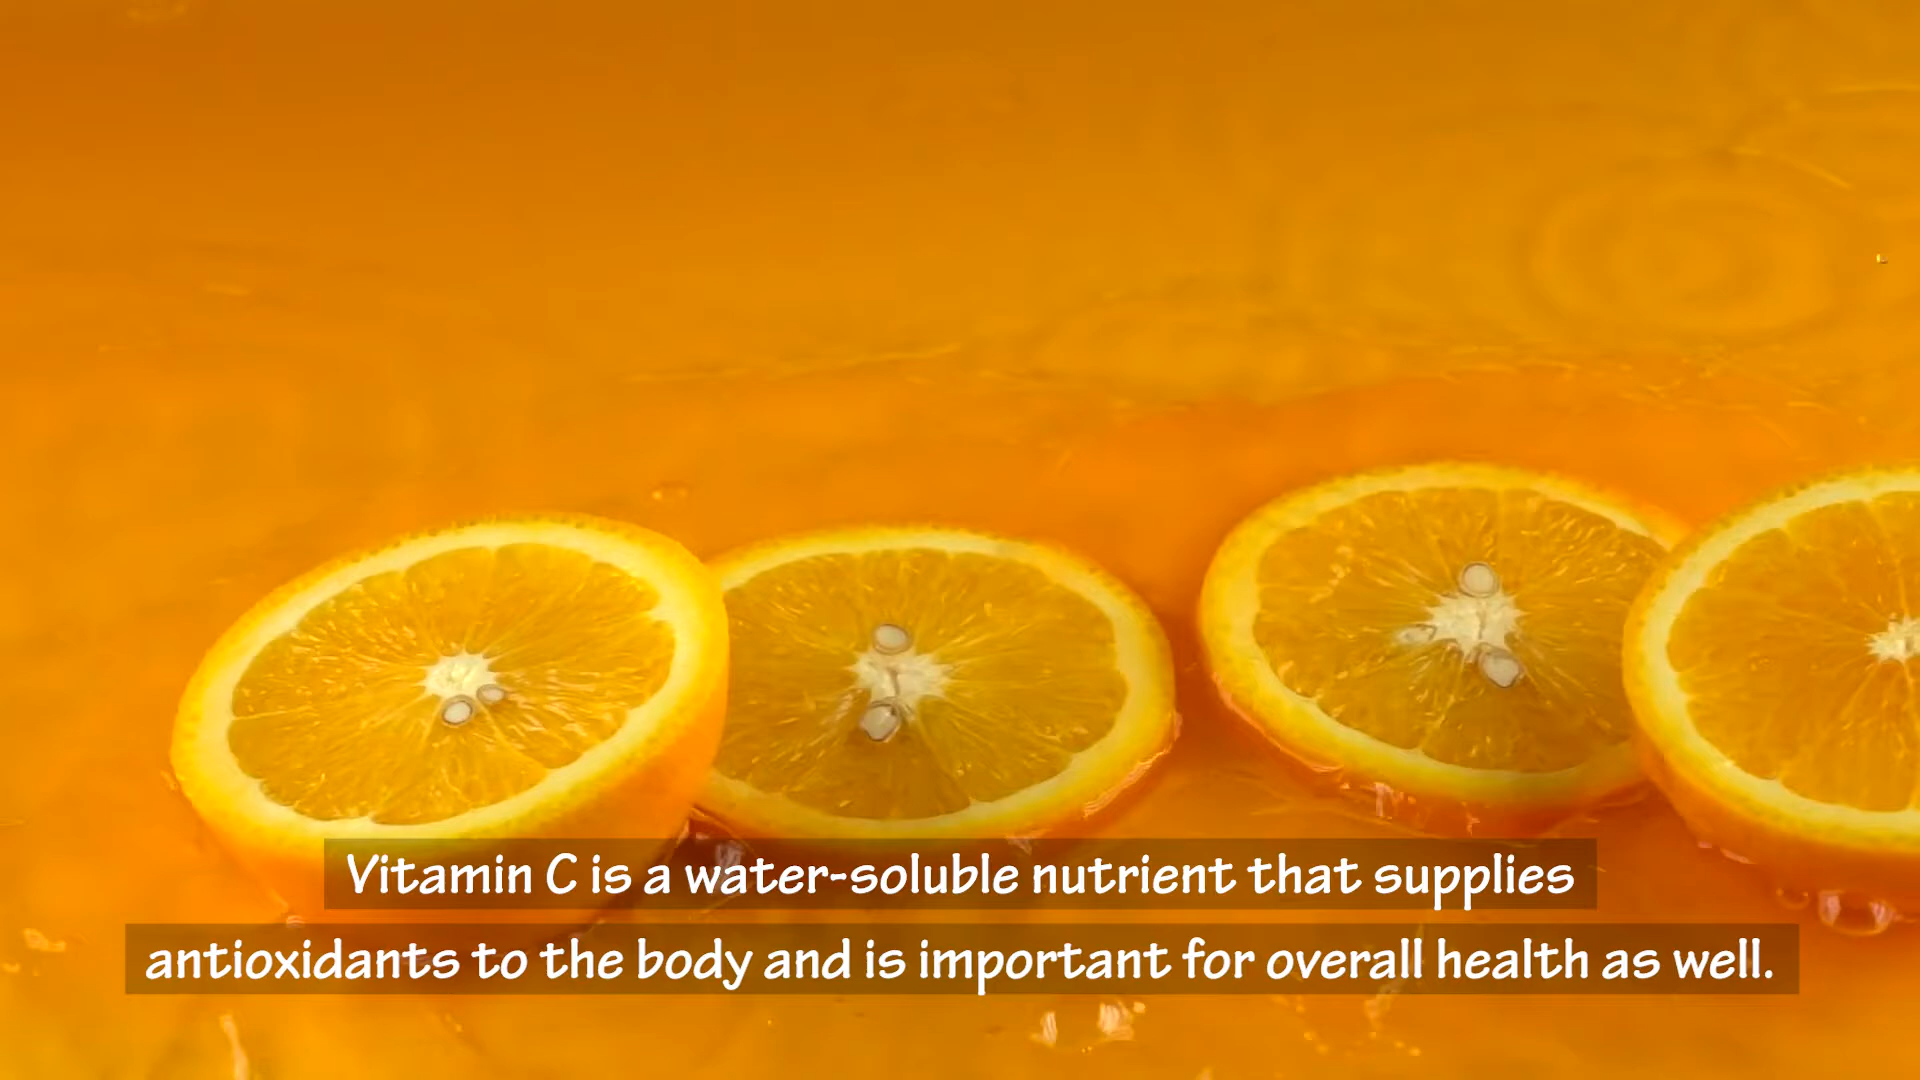 Vitamin C is a water-soluble nutrient that supplies
antioxidants to the body and is important for overall health as well.